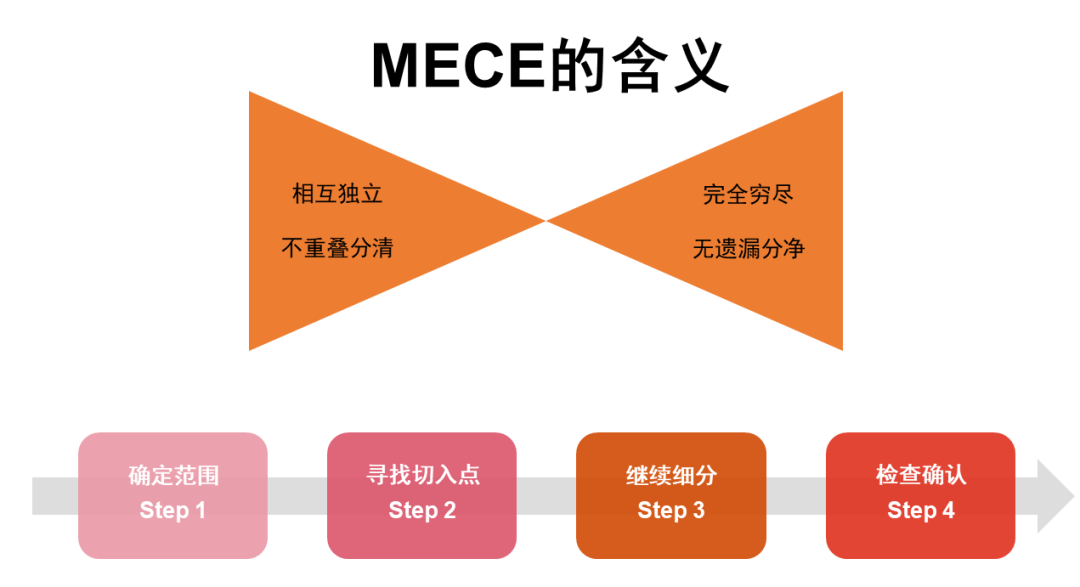 MECE的含义
相互独立
不重叠分清
完全穷尽
无遗漏分净
确定范围
Step 1
寻找切入点
Step 2
继续细分
Step 3
检查确认
Step 4